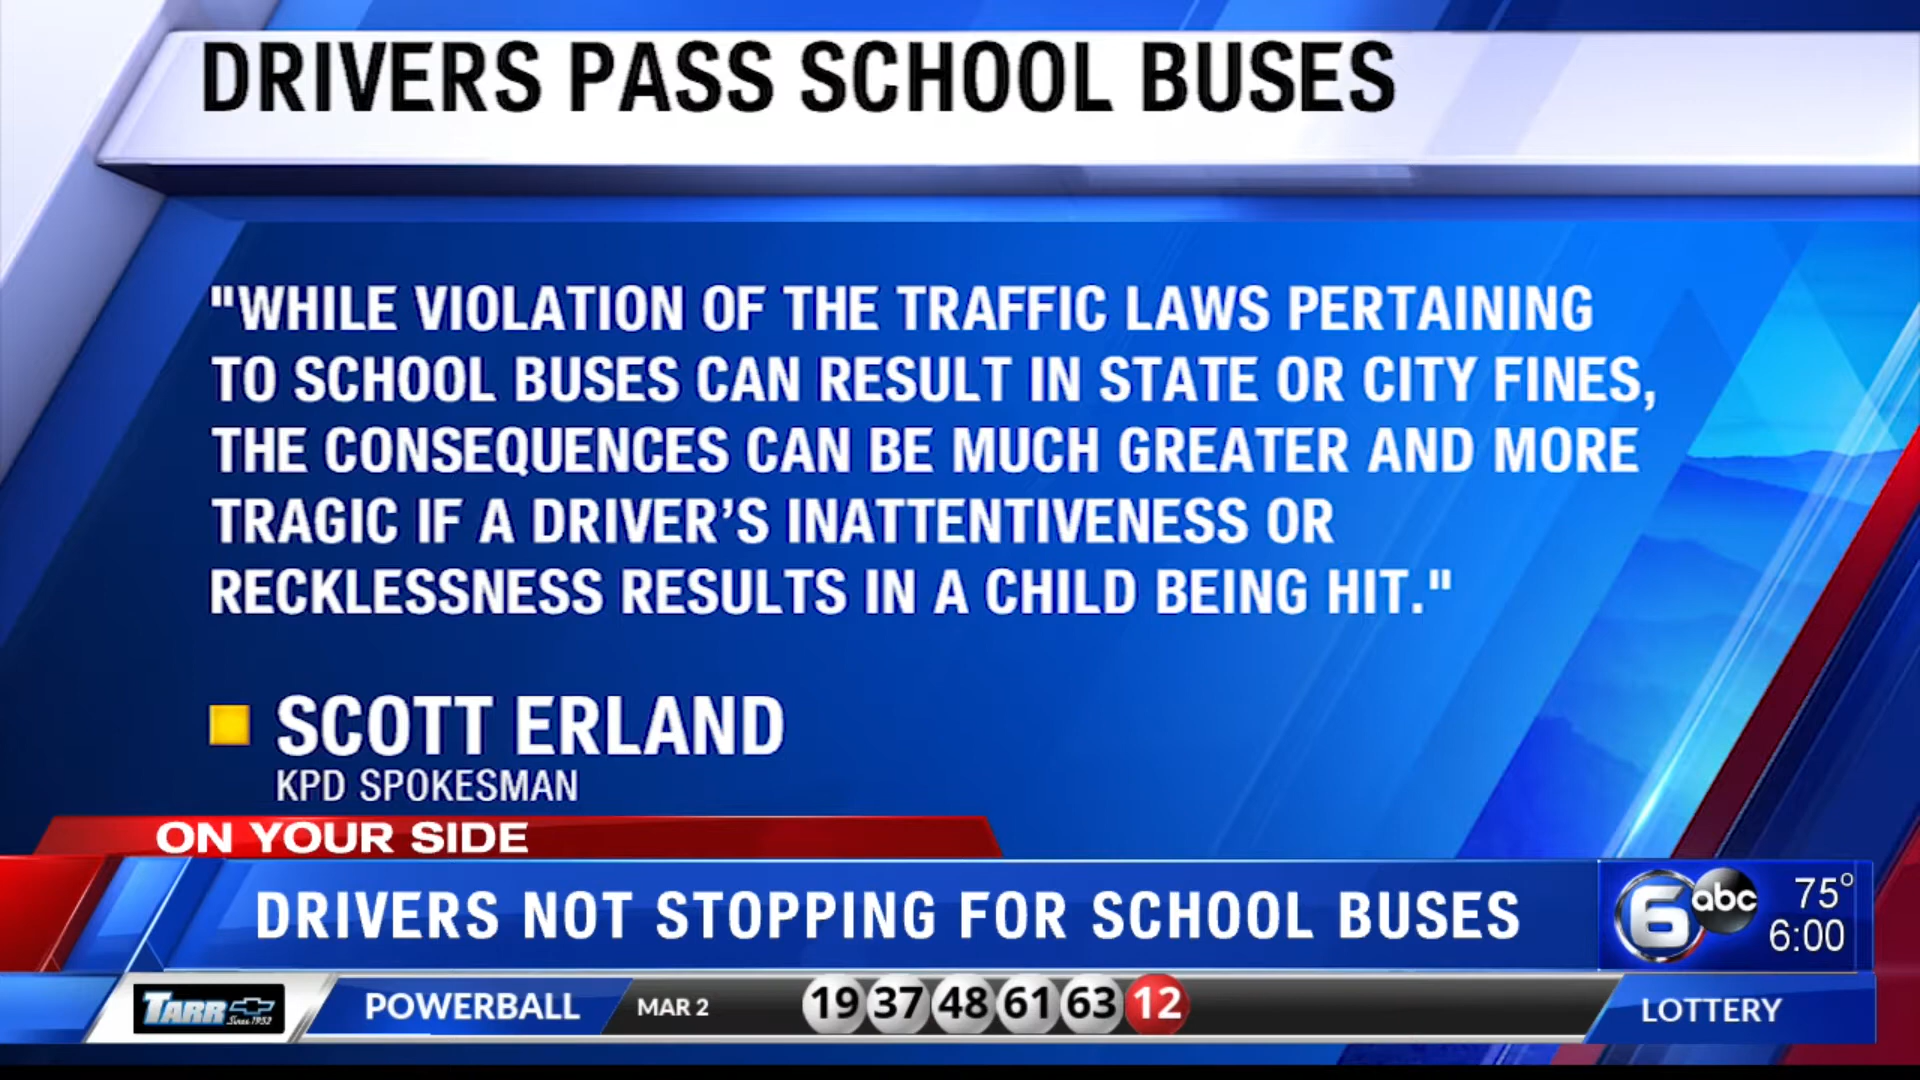 DRIVERS PASS SCHOOL BUSES
"WHILE VIOLATION OF THE TRAFFIC LAWS PERTAINING
TO SCHOOL BUSES CAN RESULT IN STATE OR CITY FINES,
THE CONSEQUENCES CAN BE MUCH GREATER AND MORE
TRAGIC IF A DRIVER’S INATTENTIVENESS OR
RECKLESSNESS RESULTS IN A CHILD BEING HIT."
SCOTT ERLAND
KPD SPOKESMAN
ON YOUR SIDE
DRIVERS NOT STOPPING FOR SCHOOL BUSES
6 abc 75°
6:00
TARR Since 1952 POWERBALL MAR 2 19 37 48 61 63 12 LOTTERY